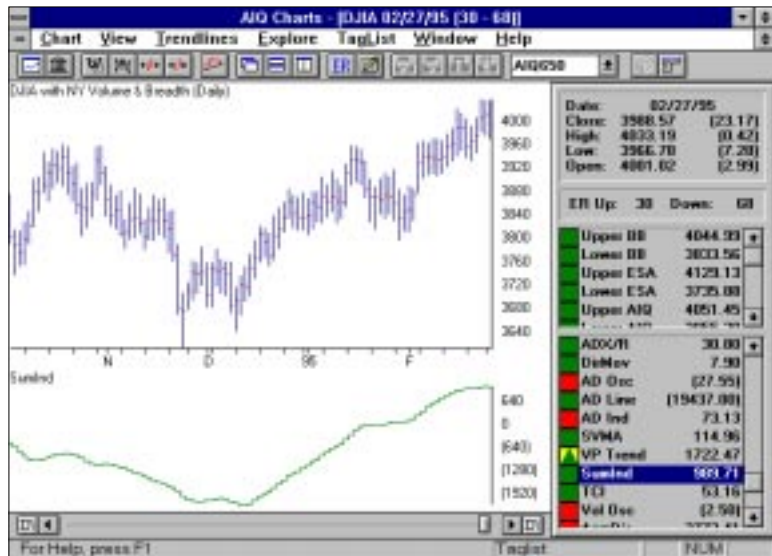 AIQ Charts - [DJIA 02/27/95 (30 - 68)]
Chart View Trendlines Explore TagList Window Help
ER
AIQ650
DJIA with NY Volume & Breadth (Daily)
4000
3960
3920
3880
3840
3800
3760
3720
3680
3640
N D 95 F
SumInd
640
0
(640)
(1280)
(1920)
Date: 02/27/95
Close: 3988.57 (23.17)
High: 4033.19 (0.42)
Low: 3966.70 (7.20)
Open: 4001.02 (2.99)
ER Up: 30 Down: 68
Upper BB 4044.99
Lower BB 3833.56
Upper ESA 4129.13
Lower ESA 3735.88
Upper AIQ 4051.45
ADX/R 30.80
DirMov 7.90
AD Osc (27.55)
AD Line (19437.00)
AD Ind 73.13
SVMA 114.96
VP Trend 1722.47
SumInd 989.71
TCI 53.16
Vol Osc (2.50)
For Help, press F1
Taglist
NUM